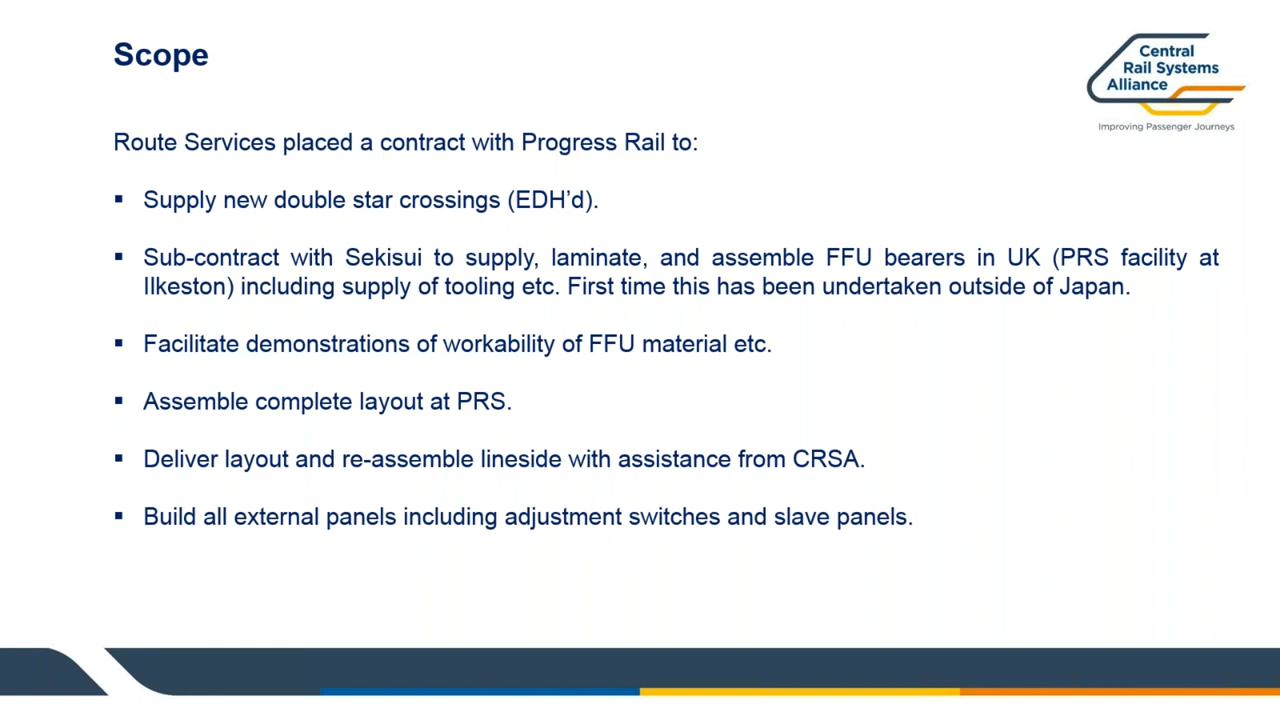 Scope
Central
Rail Systems
Alliance
Improving Passenger Journeys
Route Services placed a contract with Progress Rail to:
▪ Supply new double star crossings (EDH’d).
▪ Sub-contract with Sekisui to supply, laminate, and assemble FFU bearers in UK (PRS facility at
Ilkeston) including supply of tooling etc. First time this has been undertaken outside of Japan.
▪ Facilitate demonstrations of workability of FFU material etc.
▪ Assemble complete layout at PRS.
▪ Deliver layout and re-assemble lineside with assistance from CRSA.
▪ Build all external panels including adjustment switches and slave panels.